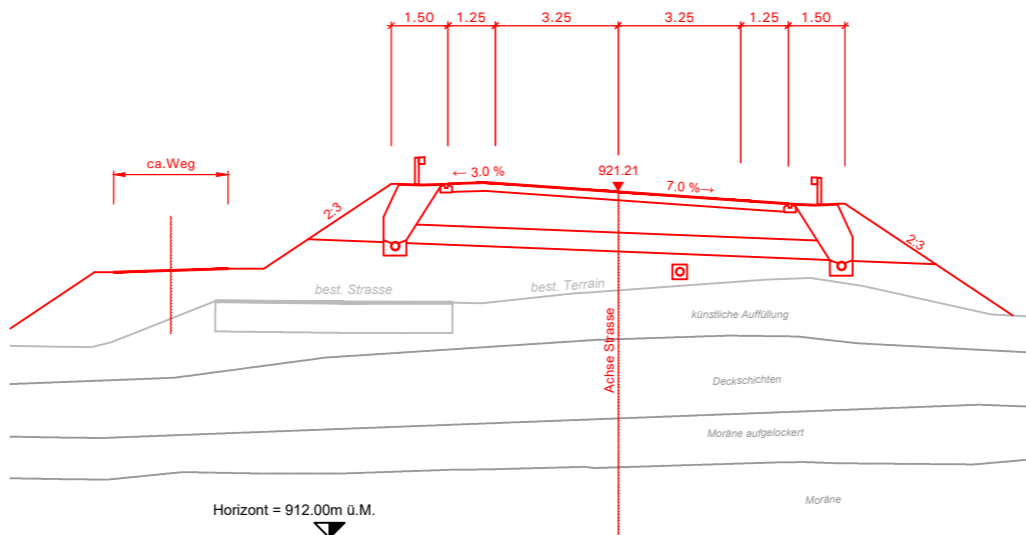 1.50 1.25 3.25 3.25 1.25 1.50
ca.Weg
← 3.0 %
921.21
7.0 %→
2:3
2:3
best. Strasse
best. Terrain
künstliche Auffüllung
Achse Strasse
Deckschichten
Moräne aufgelockert
Moräne
Horizont = 912.00m ü.M.